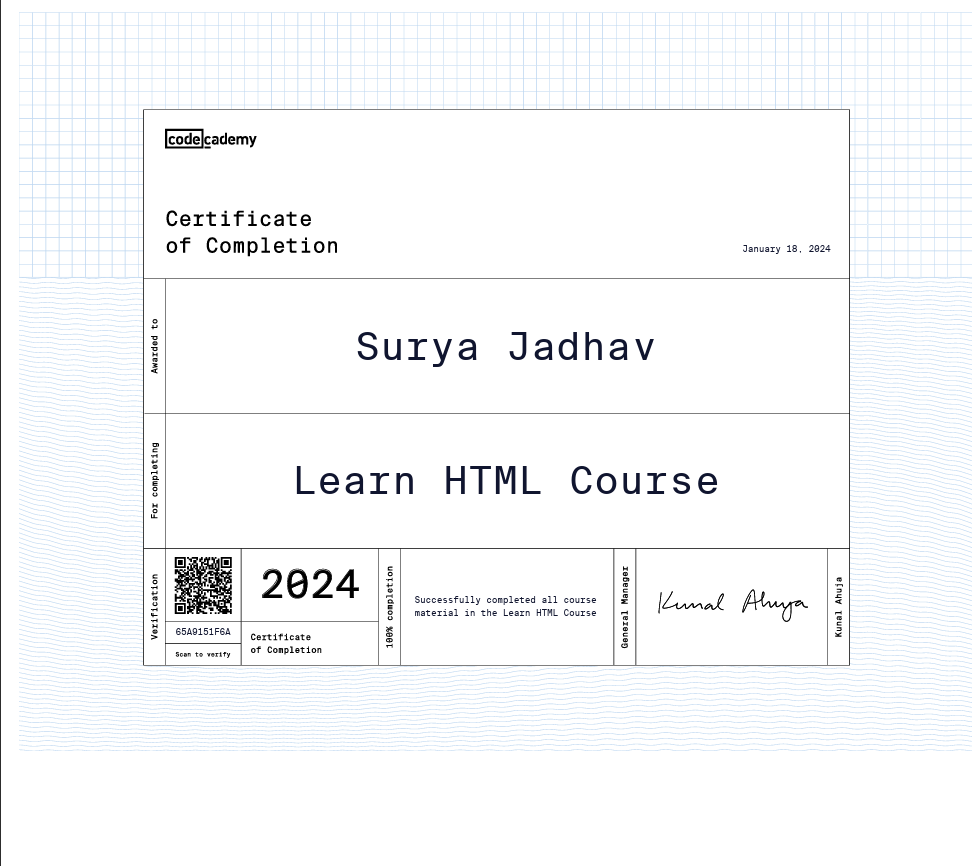 codecademy
Certificate
of Completion
January 18, 2024
Awarded to
Surya Jadhav
For completing
Learn HTML Course
Verification
65A9151F6A
Scan to verify
2024
Certificate
of Completion
100% completion
Successfully completed all course
material in the Learn HTML Course
General Manager
Kunal Ahuja
Kunal Ahuja